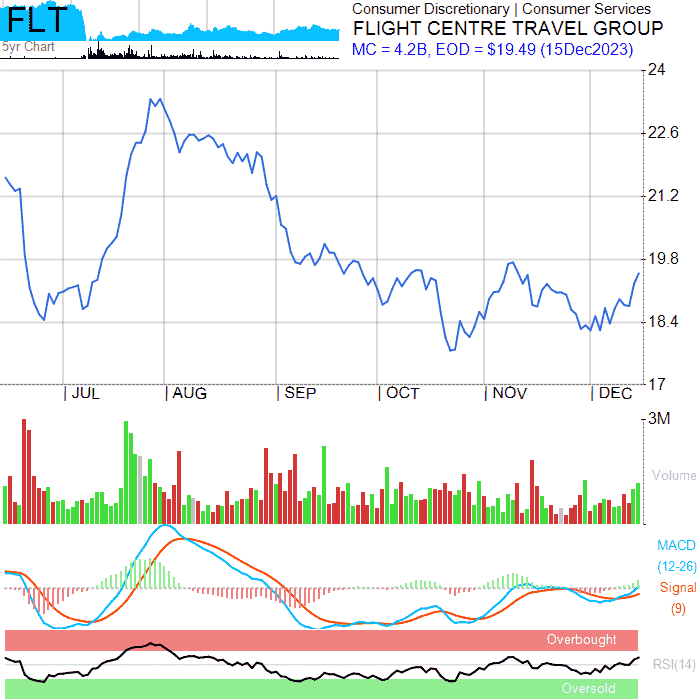 FLT
5yr Chart
Consumer Discretionary | Consumer Services
FLIGHT CENTRE TRAVEL GROUP
MC = 4.2B, EOD = $19.49 (15Dec2023)
24
22.6
21.2
19.8
18.4
17
| JUL | AUG | SEP | OCT | NOV | DEC
3M
Volume
MACD
(12-26)
Signal
(9)
Overbought
RSI(14)
Oversold